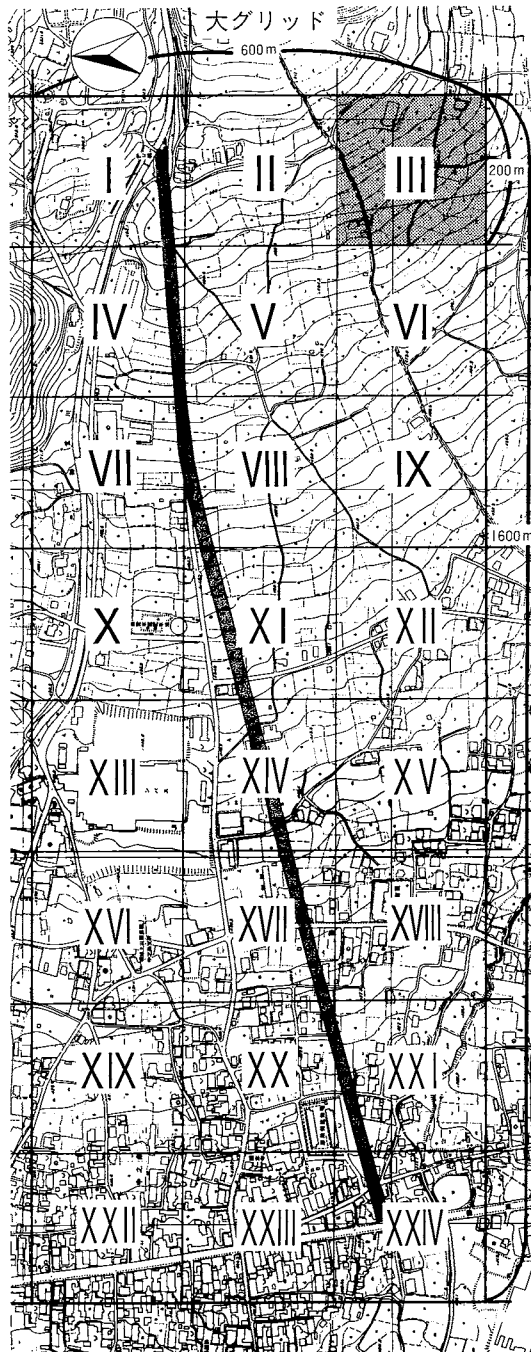 大グリッド
600m
I II III
200m
IV V VI
VII VIII IX
1600m
X XI XII
XIII XIV XV
XVI XVII XVIII
XIX XX XXI
XXII XXIII XXIV